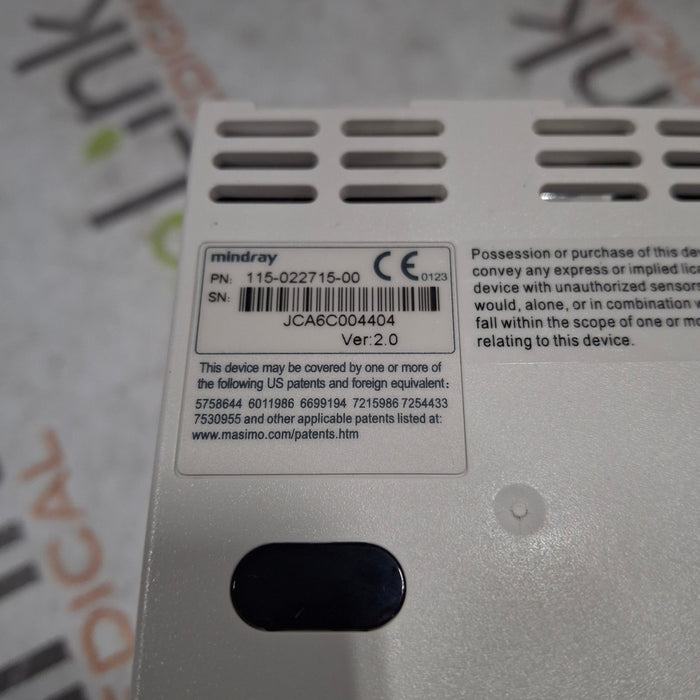 mindray
CE 0123
PN: 115-022715-00
SN:
JCA6C004404
Ver:2.0
This device may be covered by one or more of
the following US patents and foreign equivalent:
5758644 6011986 6699194 7215986 7254433
7530955 and other applicable patents listed at:
www.masimo.com/patents.htm
Possession or purchase of this
convey any express or implied
device with unauthorized sensors
would, alone, or in combination
fall within the scope of one or
relating to this device.
Link
MEDICAL